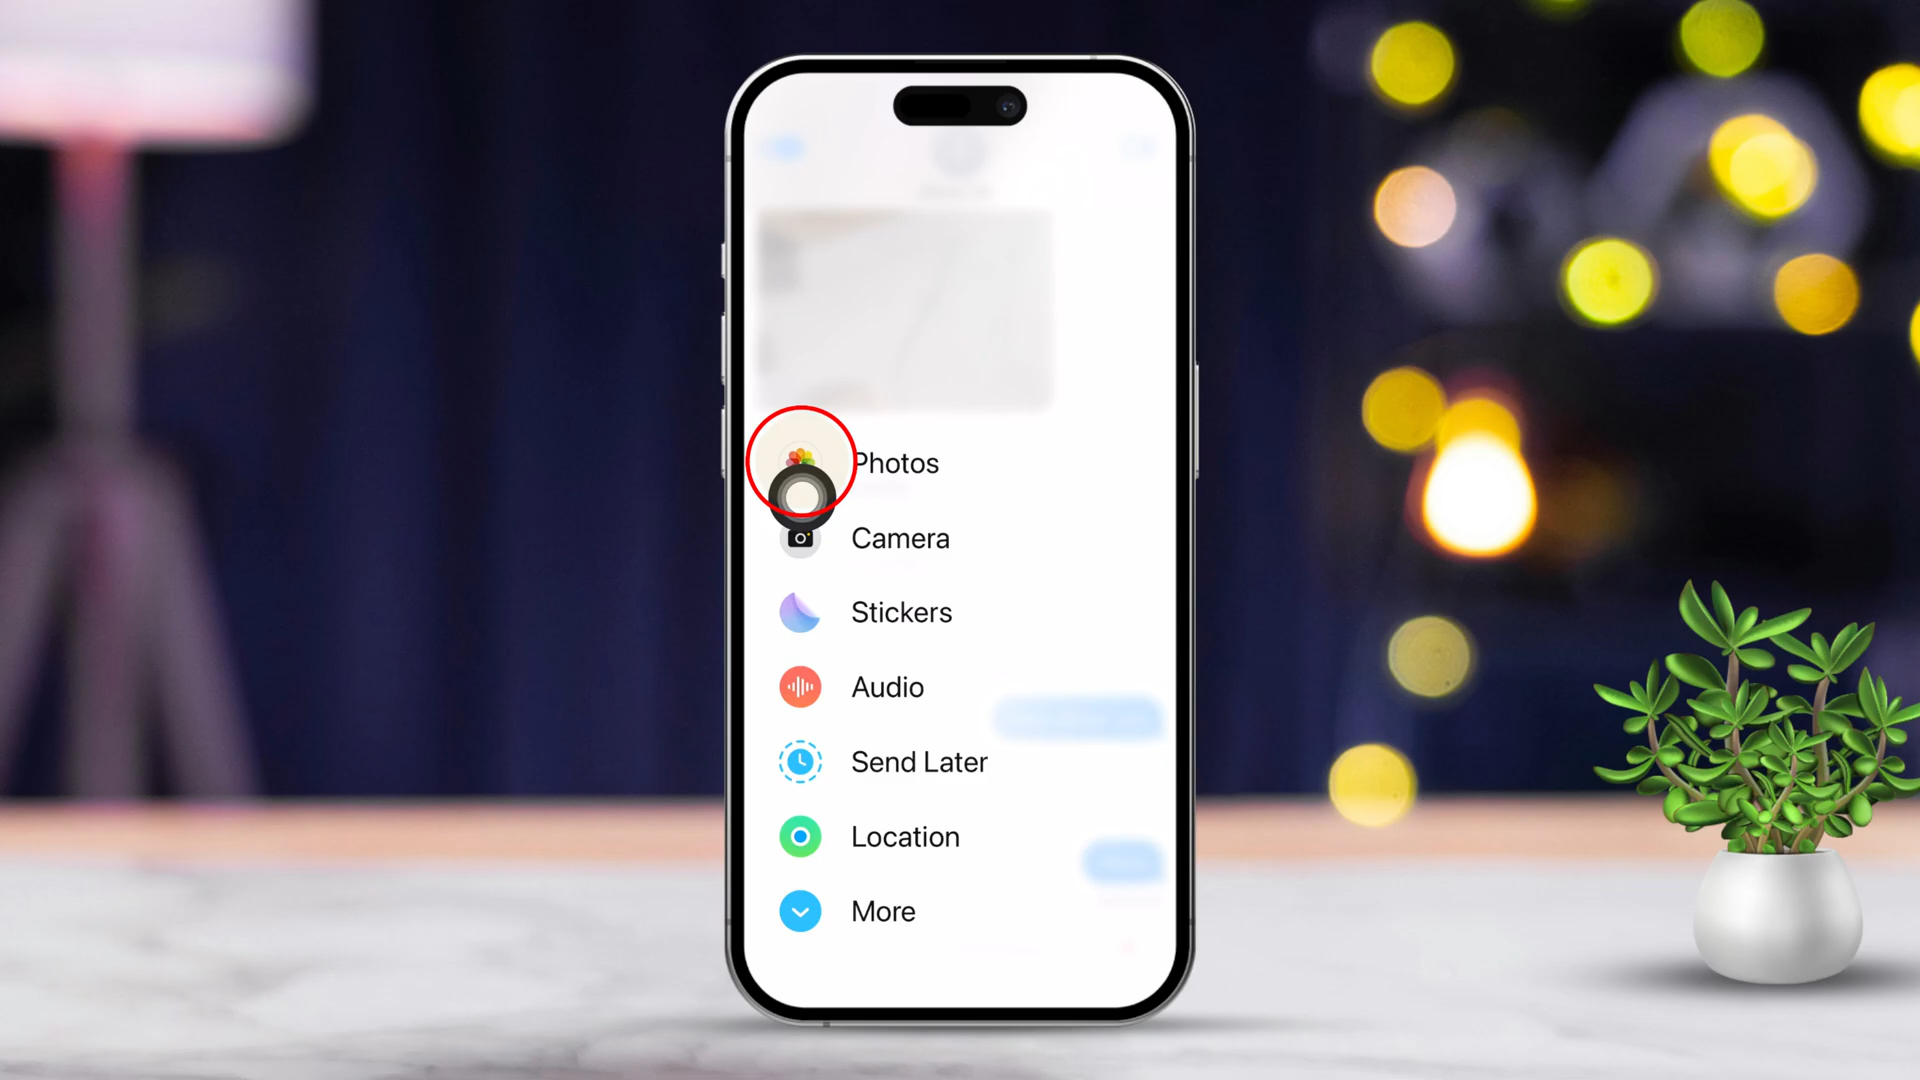 Photos
Camera
Stickers
Audio
Send Later
Location
More